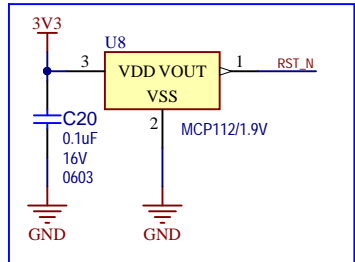 3V3
U8
3
VDD VOUT
1
RST_N
VSS
C20
2
MCP112/1.9V
0.1uF
16V
0603
GND
GND